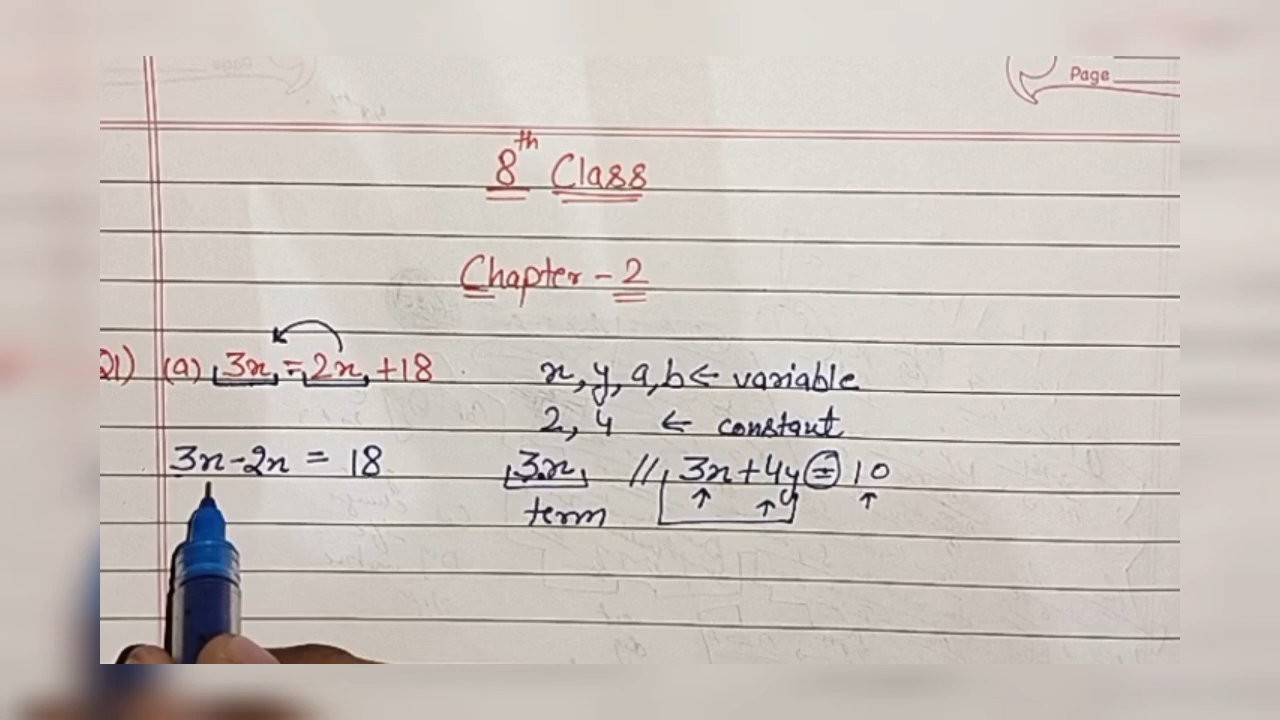 Page
8th Class
Chapter - 2
Q1) (a) 3x = 2x + 18
x, y, a, b ← variable
2, 4 ← constant
3x - 2x = 18
3x // 3x + 4y = 10
term